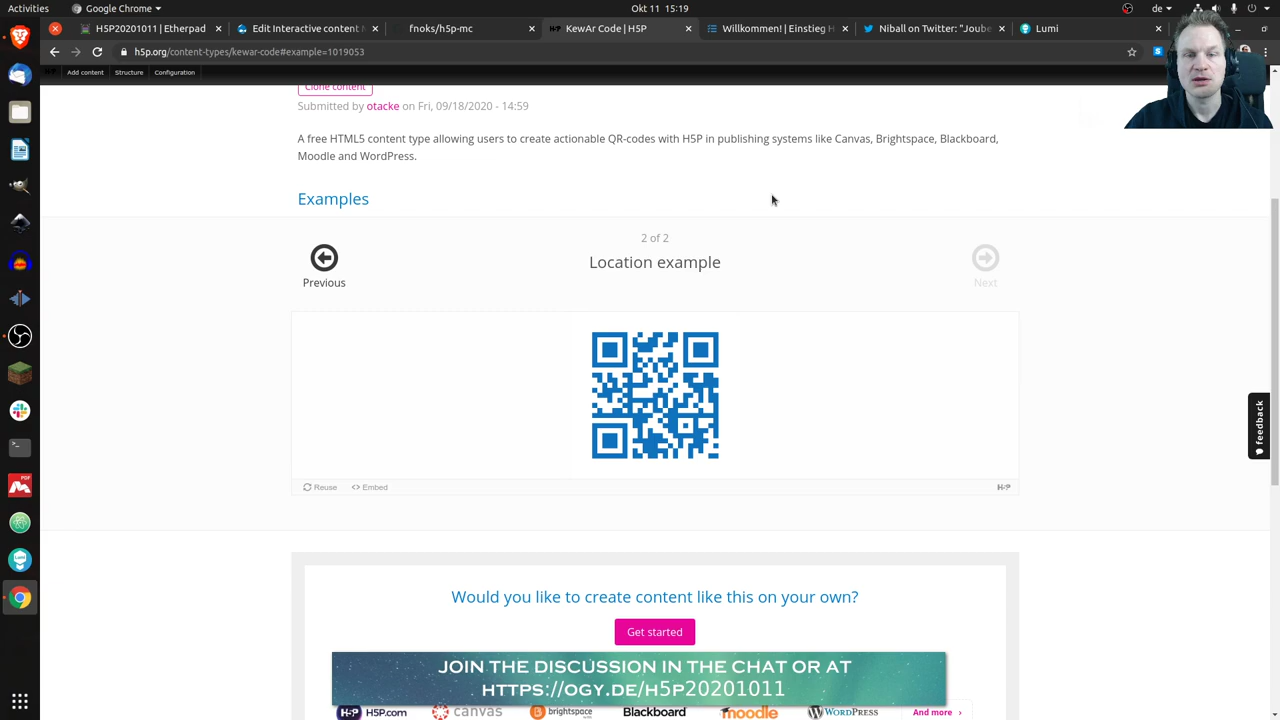 Activities
Google Chrome
Okt 11 15:19
H5P20201011 | Etherpad
Edit Interactive content
fnoks/h5p-mc
KewAr Code | H5P
Willkommen! | Einstieg
Niball on Twitter: "Joube
Lumi
h5p.org/content-types/kewar-code#example=1019053
Add content
Structure
Configuration
Clone content
Submitted by otacke on Fri, 09/18/2020 - 14:59
A free HTML5 content type allowing users to create actionable QR-codes with H5P in publishing systems like Canvas, Brightspace, Blackboard,
Moodle and WordPress.
Examples
2 of 2
Previous
Location example
Next
Reuse
Embed
H5P
feedback
Would you like to create content like this on your own?
Get started
JOIN THE DISCUSSION IN THE CHAT OR AT
HTTPS://OGY.DE/H5P20201011
H5P H5P.com
canvas
brightspace
Blackboard
moodle
WORDPRESS
And more ›